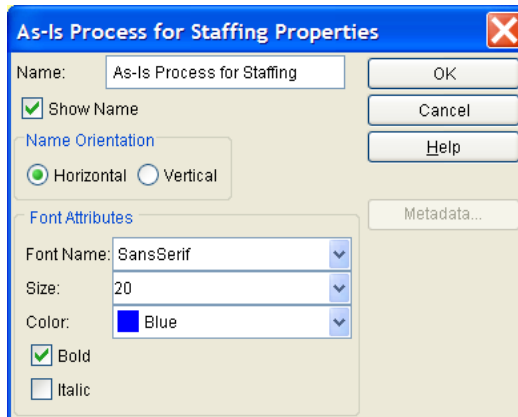 As-Is Process for Staffing Properties
Name: As-Is Process for Staffing
OK
Show Name
Cancel
Name Orientation
Help
Horizontal Vertical
Font Attributes
Metadata...
Font Name: SansSerif
Size: 20
Color: Blue
Bold
Italic